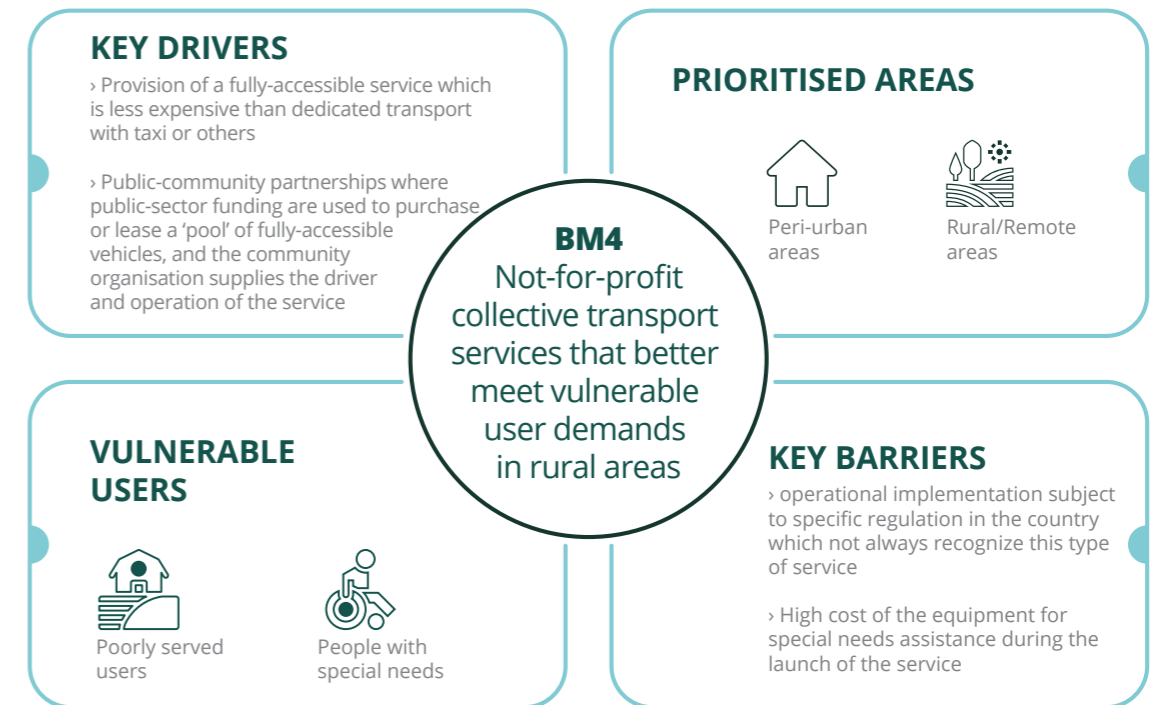 KEY DRIVERS
› Provision of a fully-accessible service which
is less expensive than dedicated transport
with taxi or others
› Public-community partnerships where
public-sector funding are used to purchase
or lease a ‘pool’ of fully-accessible
vehicles, and the community
organisation supplies the driver
and operation of the service
PRIORITISED AREAS
Peri-urban
areas
Rural/Remote
areas
BM4
Not-for-profit
collective transport
services that better
meet vulnerable
user demands
in rural areas
VULNERABLE
USERS
Poorly served
users
People with
special needs
KEY BARRIERS
› operational implementation subject
to specific regulation in the country
which not always recognize this type
of service
› High cost of the equipment for
special needs assistance during the
launch of the service